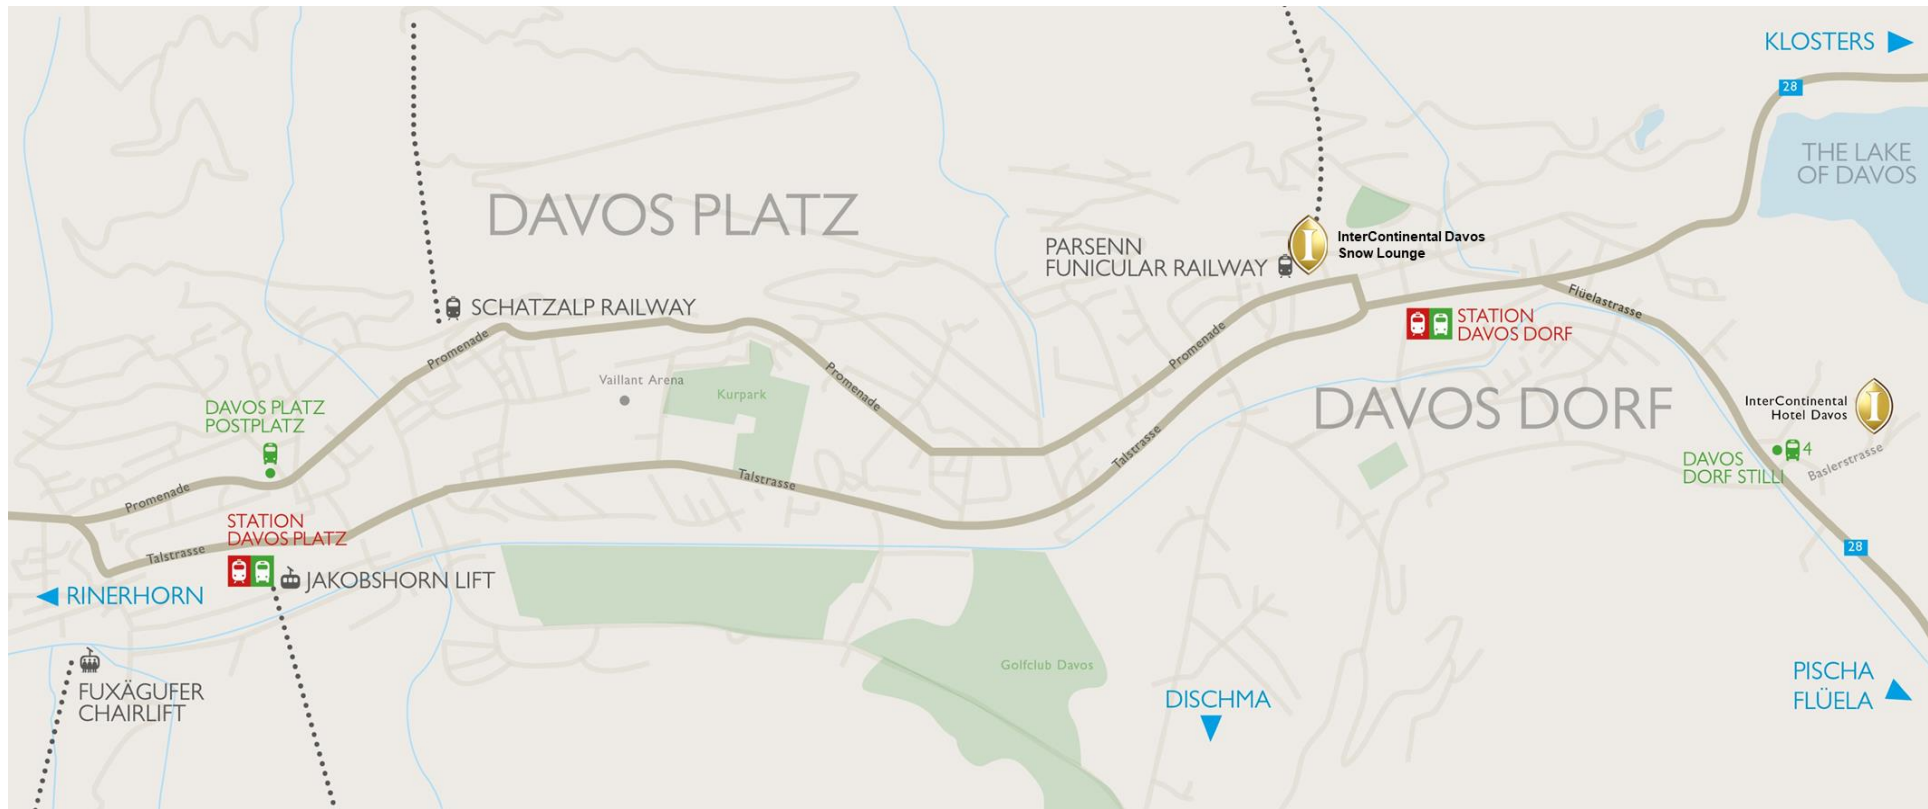 KLOSTERS
28
THE LAKE
OF DAVOS
DAVOS PLATZ
PARSENN
FUNICULAR RAILWAY
I
InterContinental Davos
Snow Lounge
SCHATZALP RAILWAY
Promenade
Flüelastrasse
STATION
DAVOS DORF
Promenade
Vaillant Arena
Kurpark
Promenade
DAVOS DORF
InterContinental
Hotel Davos
I
DAVOS PLATZ
POSTPLATZ
Talstrasse
4
DAVOS
DORF STILLI
Baslerstrasse
Promenade
Talstrasse
STATION
DAVOS PLATZ
Talstrasse
28
JAKOBSHORN LIFT
RINERHORN
Golfclub Davos
FUXÄGUFER
CHAIRLIFT
DISCHMA
PISCHA
FLÜELA